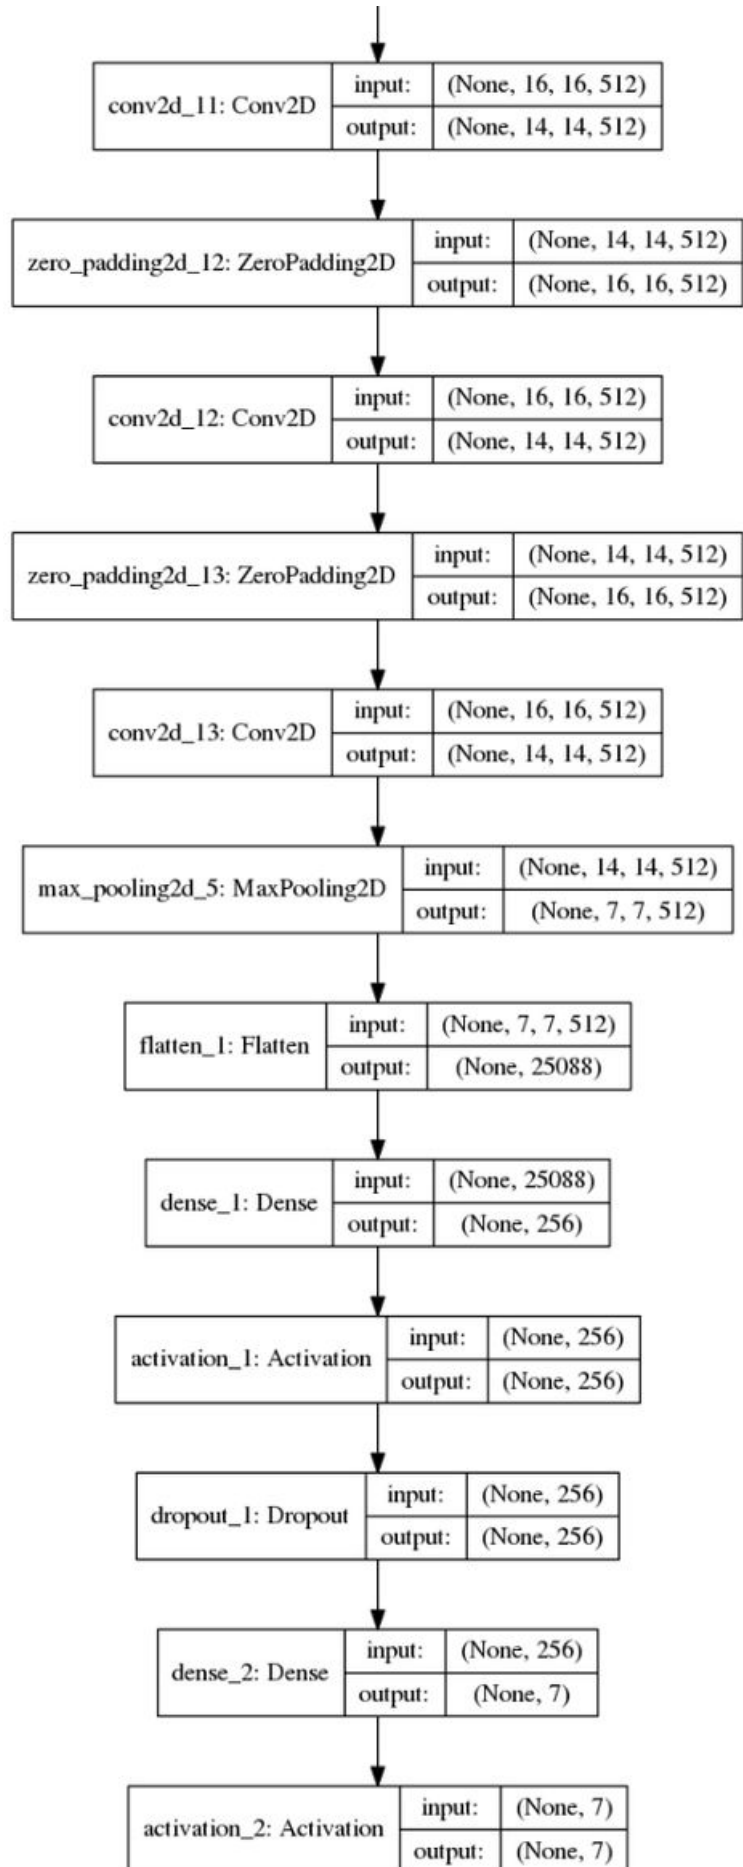 conv2d_11: Conv2D
input: (None, 16, 16, 512)
output: (None, 14, 14, 512)
zero_padding2d_12: ZeroPadding2D
input: (None, 14, 14, 512)
output: (None, 16, 16, 512)
conv2d_12: Conv2D
input: (None, 16, 16, 512)
output: (None, 14, 14, 512)
zero_padding2d_13: ZeroPadding2D
input: (None, 14, 14, 512)
output: (None, 16, 16, 512)
conv2d_13: Conv2D
input: (None, 16, 16, 512)
output: (None, 14, 14, 512)
max_pooling2d_5: MaxPooling2D
input: (None, 14, 14, 512)
output: (None, 7, 7, 512)
flatten_1: Flatten
input: (None, 7, 7, 512)
output: (None, 25088)
dense_1: Dense
input: (None, 25088)
output: (None, 256)
activation_1: Activation
input: (None, 256)
output: (None, 256)
dropout_1: Dropout
input: (None, 256)
output: (None, 256)
dense_2: Dense
input: (None, 256)
output: (None, 7)
activation_2: Activation
input: (None, 7)
output: (None, 7)